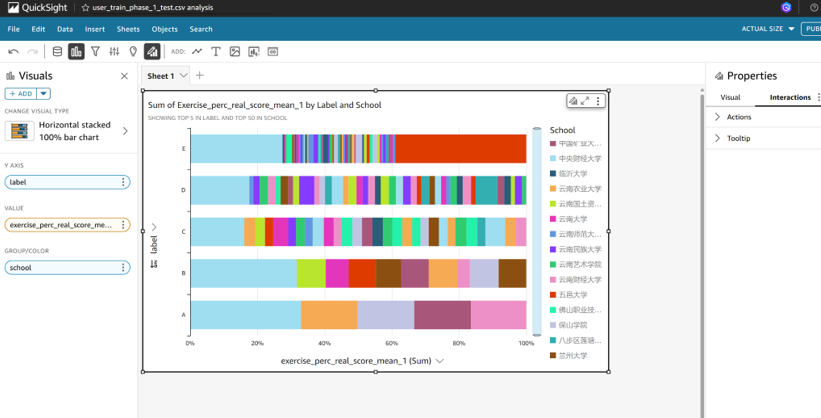 QuickSight
user_train_phase_1_test.csv analysis
File Edit Data Insert Sheets Objects Search
ACTUAL SIZE
PUB
ADD:
Visuals
+ ADD
CHANGE VISUAL TYPE
Horizontal stacked
100% bar chart
Y AXIS
label
VALUE
exercise_perc_real_score_me...
GROUP/COLOR
school
Sheet 1
Sum of Exercise_perc_real_score_mean_1 by Label and School
SHOWING TOP 5 IN LABEL AND TOP 50 IN SCHOOL
label
E
D
C
B
A
0% 20% 40% 60% 80% 100%
exercise_perc_real_score_mean_1 (Sum)
School
中国矿业大...
中央财经大学
临沂大学
云南农业大学
云南国土资...
云南大学
云南师范大...
云南民族大学
云南艺术学院
云南财经大学
五邑大学
佛山职业技...
保山学院
八步区莲塘...
兰州大学
Properties
Visual Interactions
Actions
Tooltip